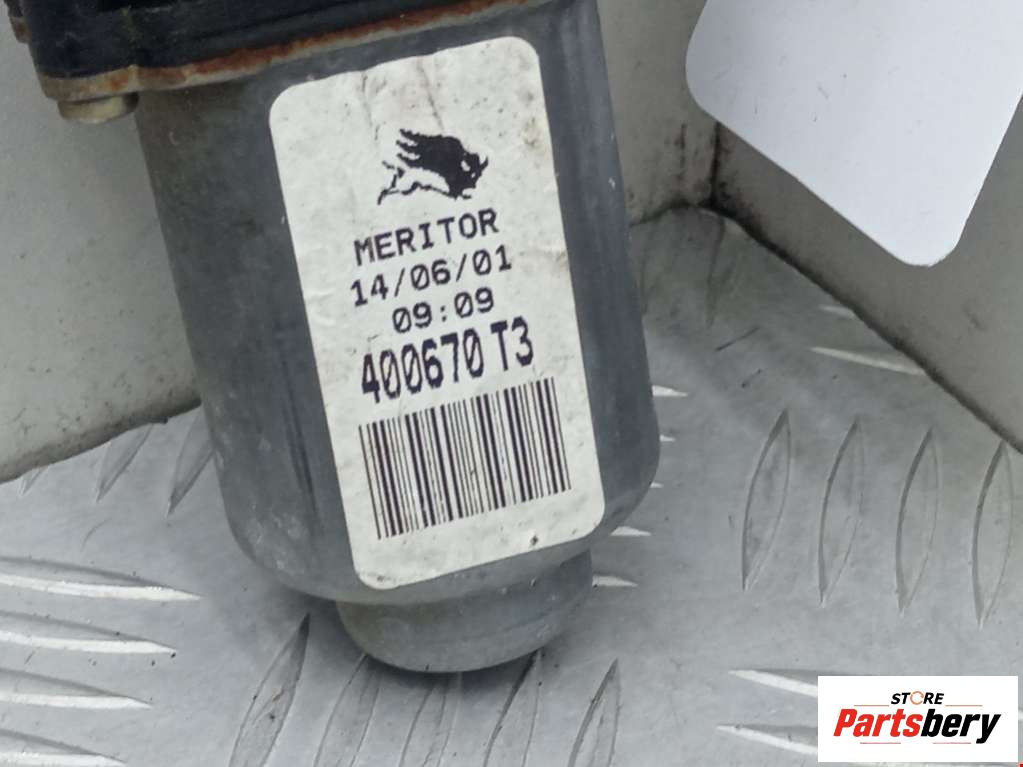 MERITOR
14/06/01
09:09
400670 T3
STORE
Partsbery